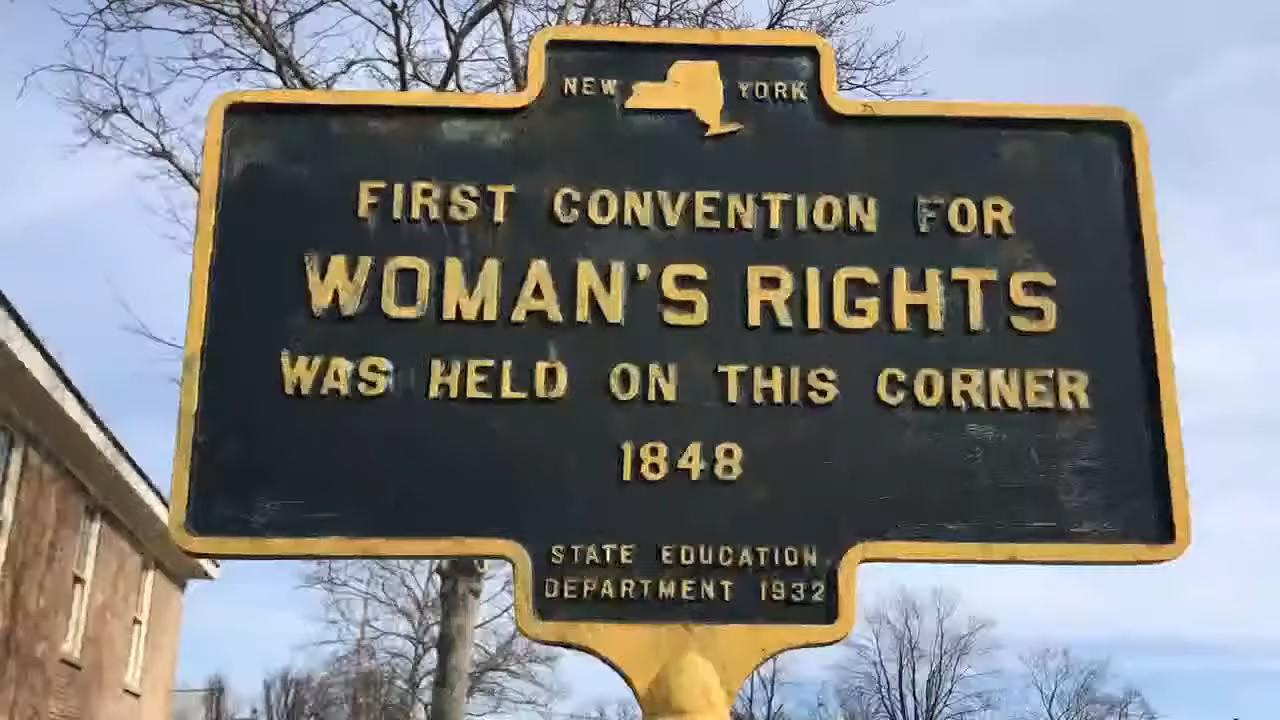 NEW YORK
FIRST CONVENTION FOR
WOMAN'S RIGHTS
WAS HELD ON THIS CORNER
1848
STATE EDUCATION
DEPARTMENT 1932